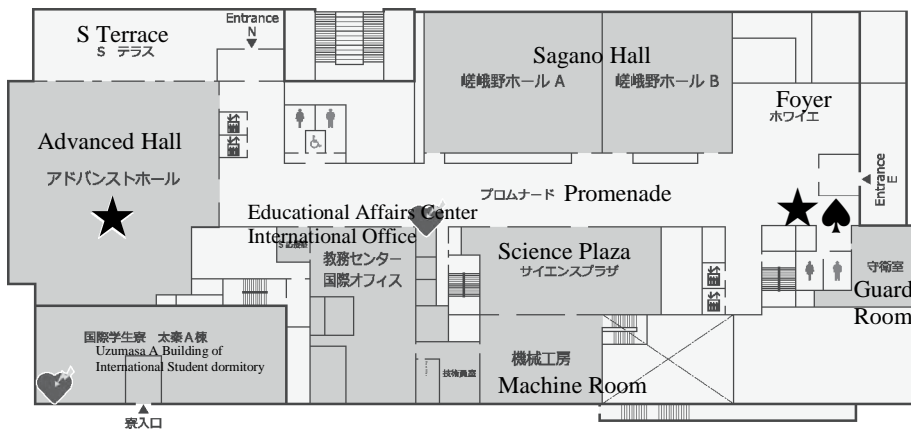 Entrance
N
S Terrace
S テラス
Sagano Hall
嵯峨野ホール A
嵯峨野ホール B
Foyer
ホワイエ
Advanced Hall
アドバンストホール
Entrance
E
プロムナード
Promenade
Educational Affairs Center
International Office
教務センター
国際オフィス
Science Plaza
サイエンスプラザ
守衛室
Guard
Room
国際学生寮 太秦A棟
Uzumasa A Building of
International Student dormitory
機械工房
Machine Room
技術員室
寮入口